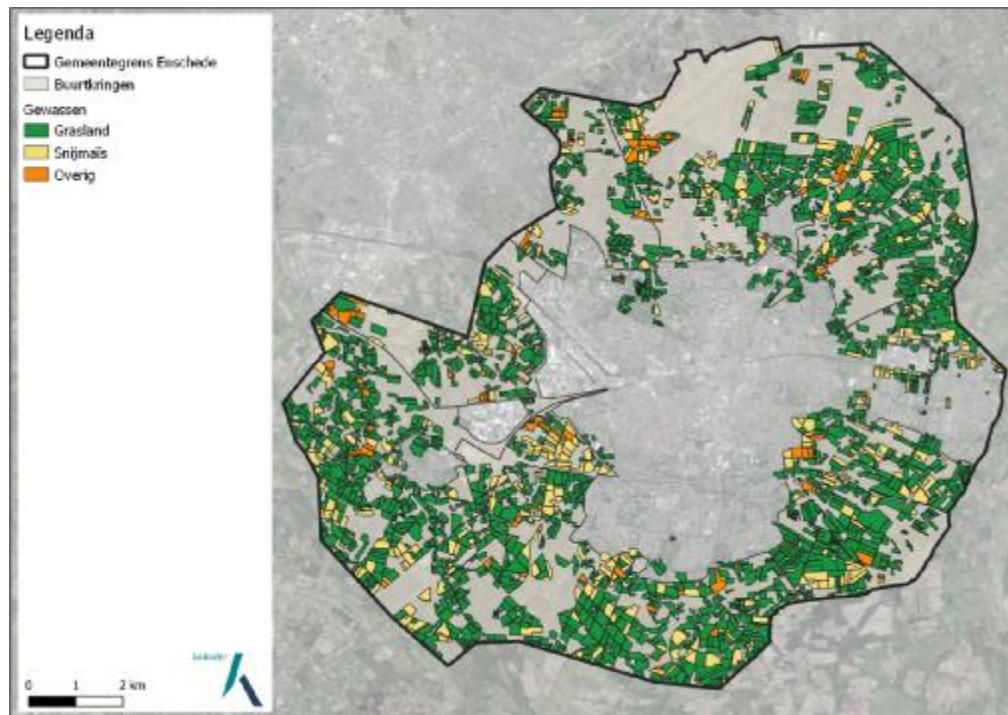 Legenda
Gemeentegrens Enschede
Buurtkringen
Gewassen
Grasland
Snijmaïs
Overig
0 1 2 km